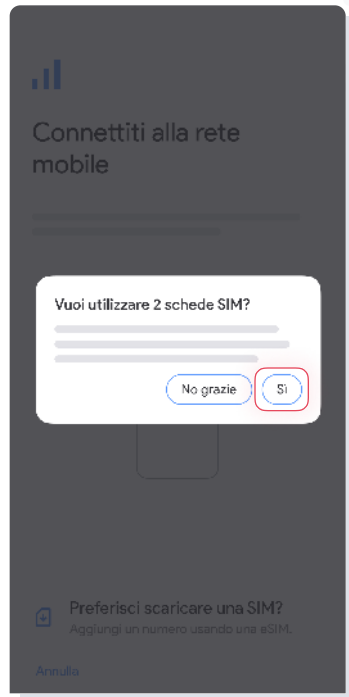 Connettiti alla rete
mobile
Vuoi utilizzare 2 schede SIM?
No grazie
Sì
Preferisci scaricare una SIM?
Aggiungi un numero usando una eSIM.
Annulla